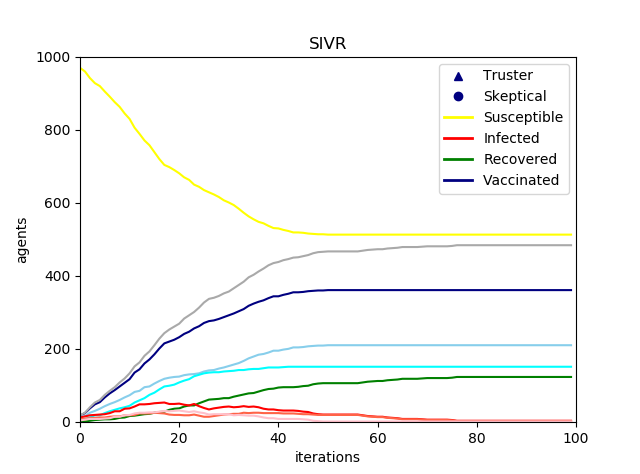 SIVR
1000
800
600
400
200
0
agents
Truster
Skeptical
Susceptible
Infected
Recovered
Vaccinated
0 20 40 60 80 100
iterations